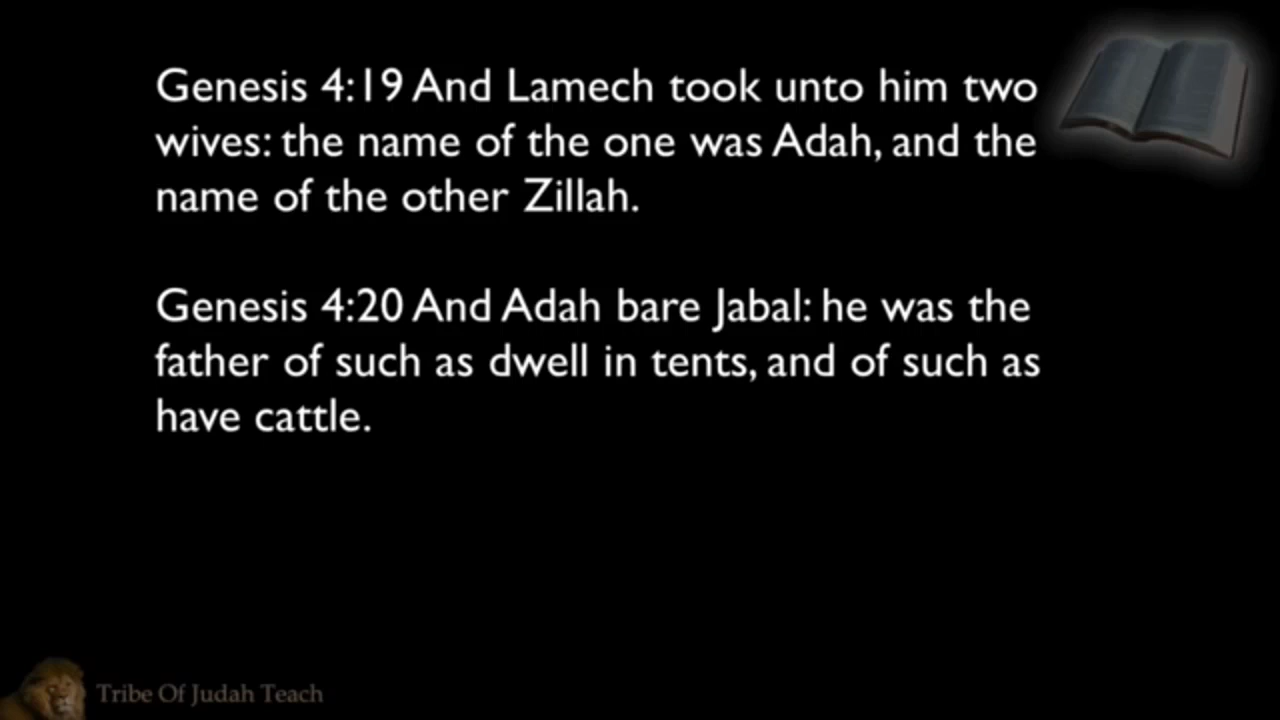 Genesis 4:19 And Lamech took unto him two
wives: the name of the one was Adah, and the
name of the other Zillah.
Genesis 4:20 And Adah bare Jabal: he was the
father of such as dwell in tents, and of such as
have cattle.
Tribe Of Judah Teach